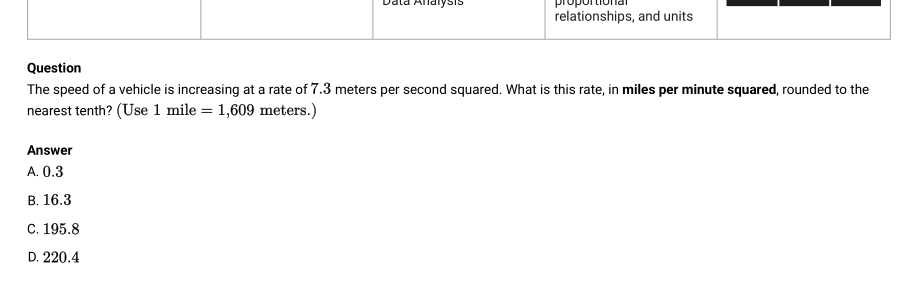 Data Analysis
proportional
relationships, and units
Question
The speed of a vehicle is increasing at a rate of 7.3 meters per second squared. What is this rate, in miles per minute squared, rounded to the
nearest tenth? (Use 1 mile = 1,609 meters.)
Answer
A. 0.3
B. 16.3
C. 195.8
D. 220.4